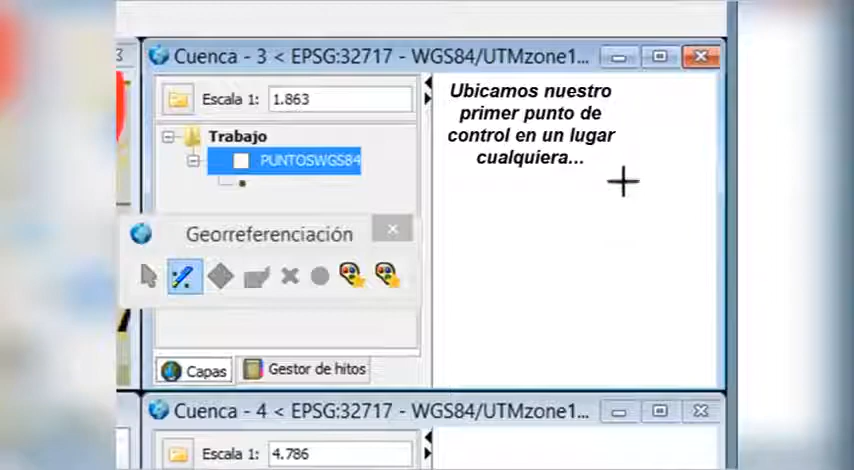 Cuenca - 3 < EPSG:32717 - WGS84/UTMzone1...
Escala 1: 1.863
Trabajo
PUNTOSWGS84
Ubicamos nuestro
primer punto de
control en un lugar
cualquiera...
Georreferenciación
Capas
Gestor de hitos
Cuenca - 4 < EPSG:32717 - WGS84/UTMzone1...
Escala 1: 4.786